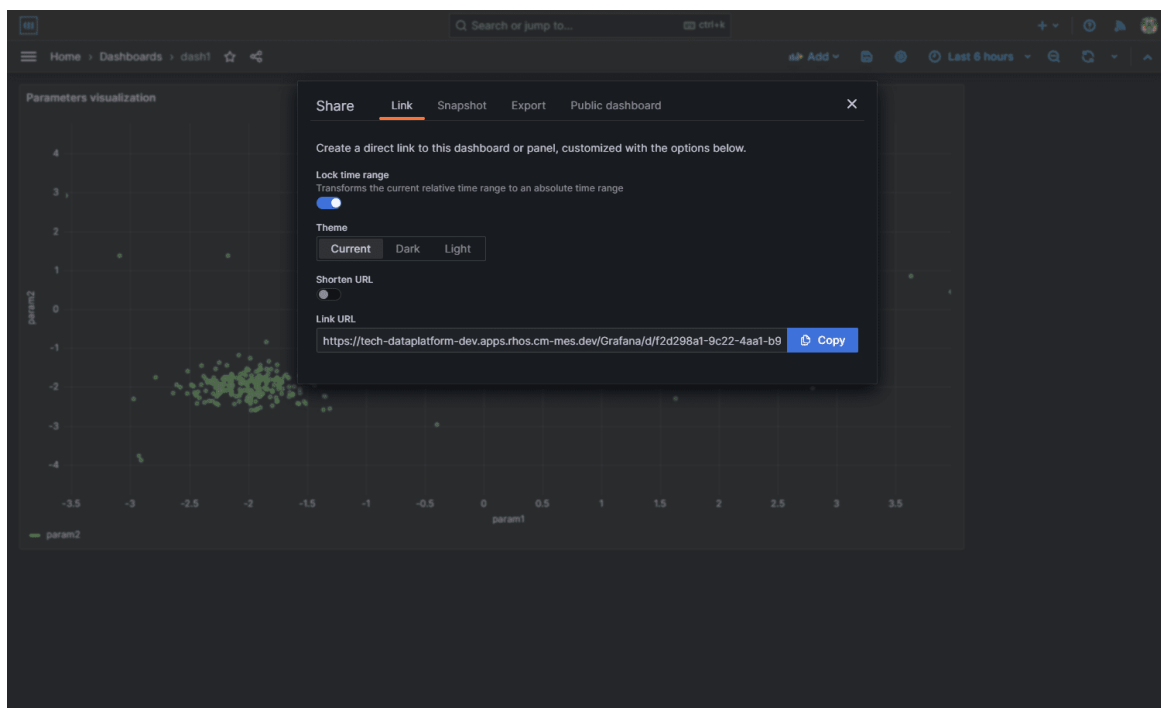 Search or jump to... ctrl+k
Home › Dashboards › dash1
Add
Last 6 hours
Parameters visualization
Share Link Snapshot Export Public dashboard
Create a direct link to this dashboard or panel, customized with the options below.
Lock time range
Transforms the current relative time range to an absolute time range
Theme
Current Dark Light
Shorten URL
Link URL
https://tech-dataplatform-dev.apps.rhos.cm-mes.dev/Grafana/d/f2d298a1-9c22-4aa1-b9 Copy
4
3
2
1
0
-1
-2
-3
-4
param2
-3.5 -3 -2.5 -2 -1.5 -1 -0.5 0 0.5 1 1.5 2 2.5 3 3.5
param1
param2